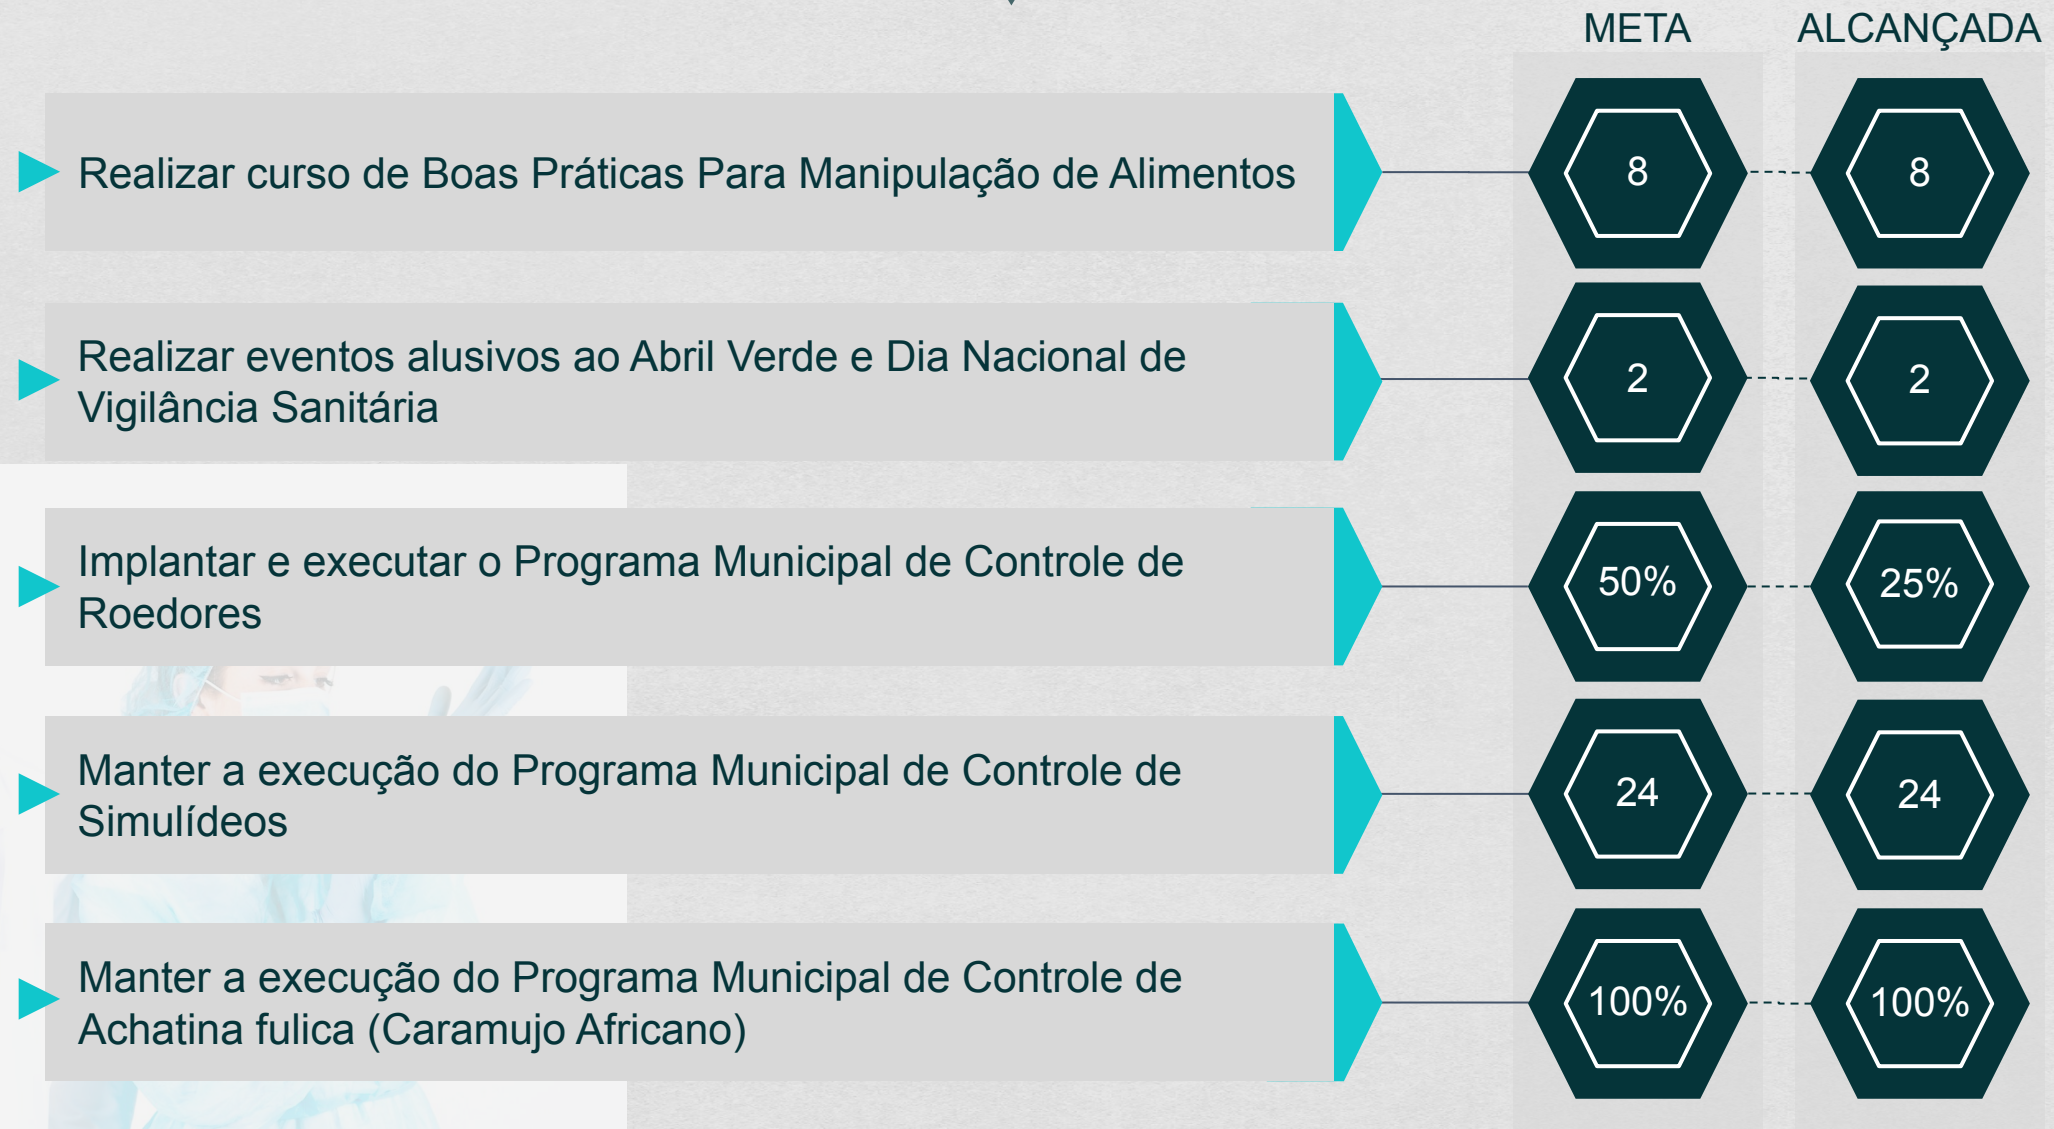 META ALCANÇADA
Realizar curso de Boas Práticas Para Manipulação de Alimentos
8 8
Realizar eventos alusivos ao Abril Verde e Dia Nacional de
Vigilância Sanitária
2 2
Implantar e executar o Programa Municipal de Controle de
Roedores
50% 25%
Manter a execução do Programa Municipal de Controle de
Simulídeos
24 24
Manter a execução do Programa Municipal de Controle de
Achatina fulica (Caramujo Africano)
100% 100%